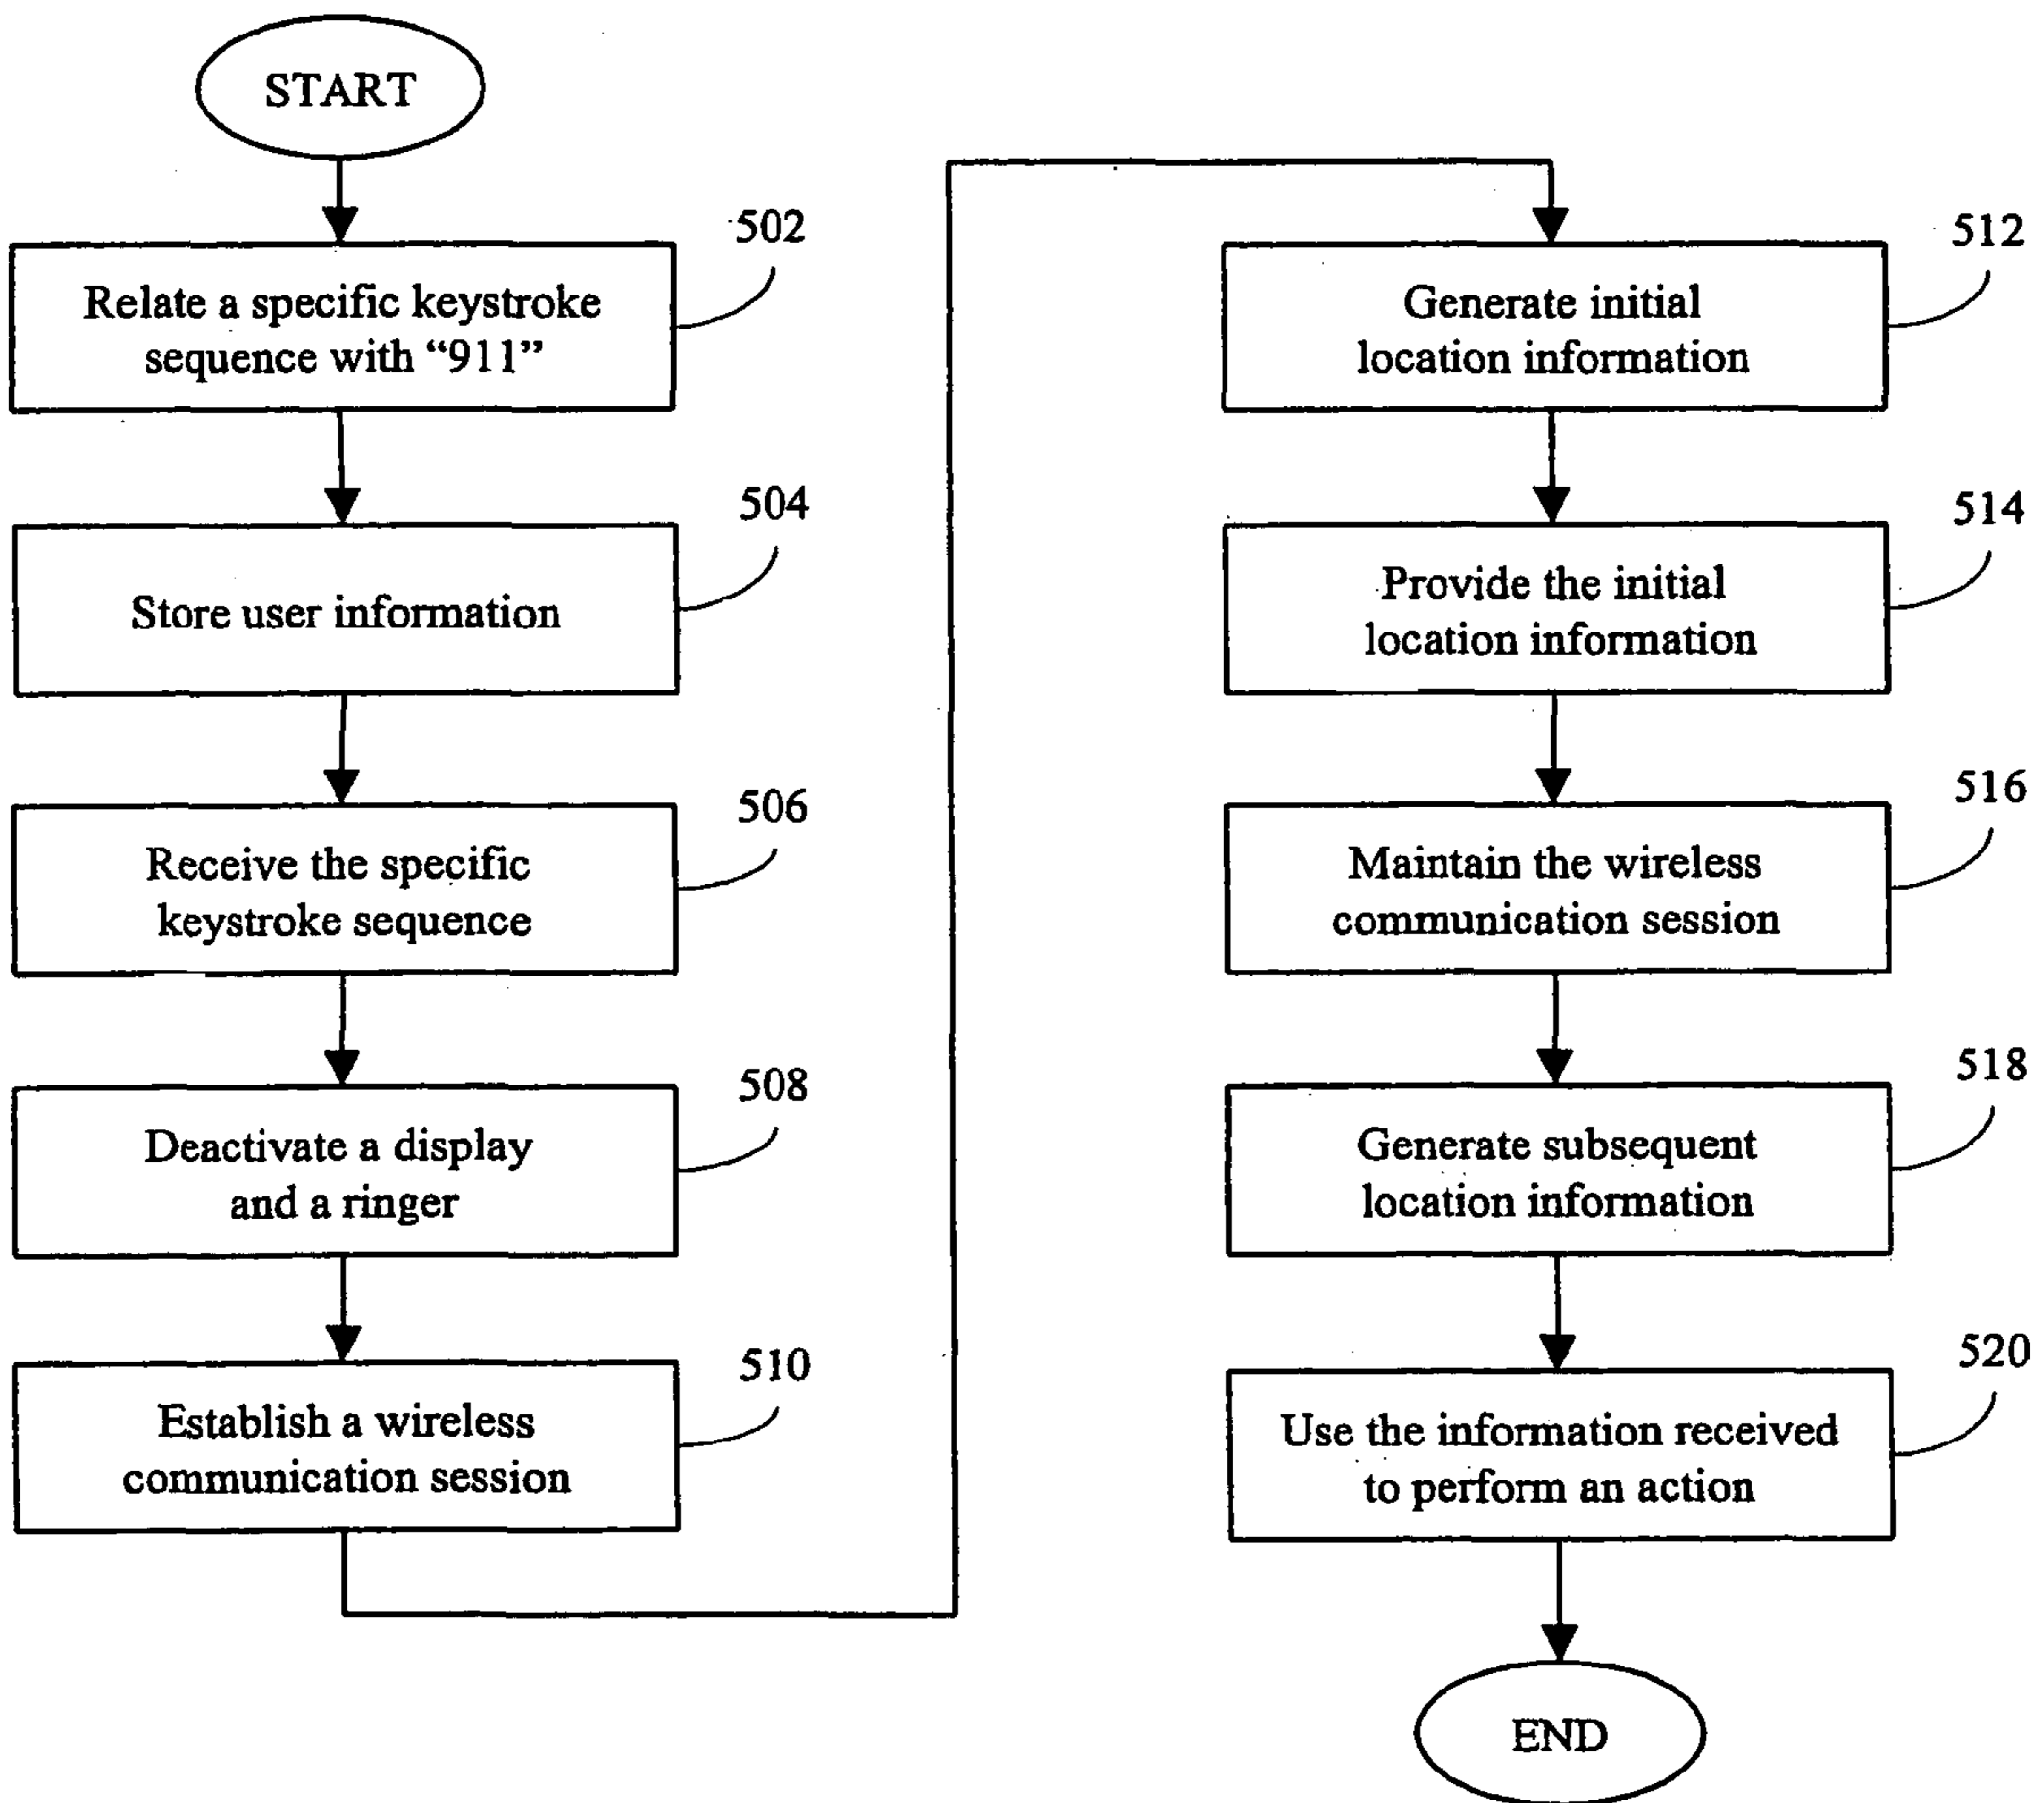 START
502
Relate a specific keystroke
sequence with “911”
504
Store user information
506
Receive the specific
keystroke sequence
508
Deactivate a display
and a ringer
510
Establish a wireless
communication session
512
Generate initial
location information
514
Provide the initial
location information
516
Maintain the wireless
communication session
518
Generate subsequent
location information
520
Use the information received
to perform an action
END